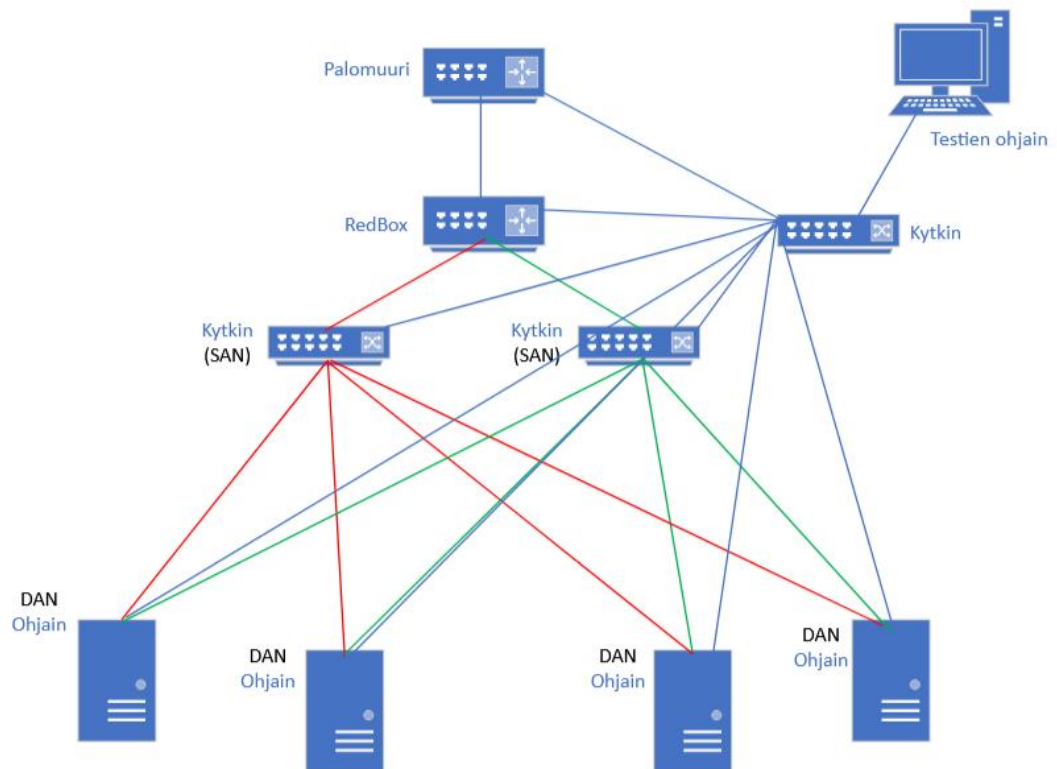 Palomuuri
Testien ohjain
RedBox
Kytkin
Kytkin
(SAN)
Kytkin
(SAN)
DAN
Ohjain
DAN
Ohjain
DAN
Ohjain
DAN
Ohjain